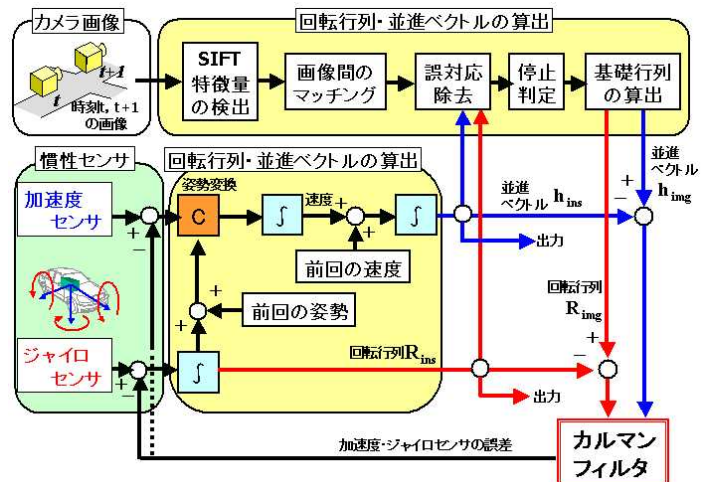 カメラ画像
t+1
t
時刻t, t+1
の画像
回転行列・並進ベクトルの算出
SIFT
特徴量
の検出
画像間の
マッチング
誤対応
除去
停止
判定
基礎行列
の算出
慣性センサ
加速度
センサ
ジャイロ
センサ
回転行列・並進ベクトルの算出
姿勢変換
C
∫
速度
∫
前回の速度
前回の姿勢
∫
+
−
+
−
+
+
+
+
並進
ベクトル h_ins
出力
回転行列R_ins
出力
並進
ベクトル
h_img
+
−
回転行列
R_img
+
−
加速度・ジャイロセンサの誤差
カルマン
フィルタ